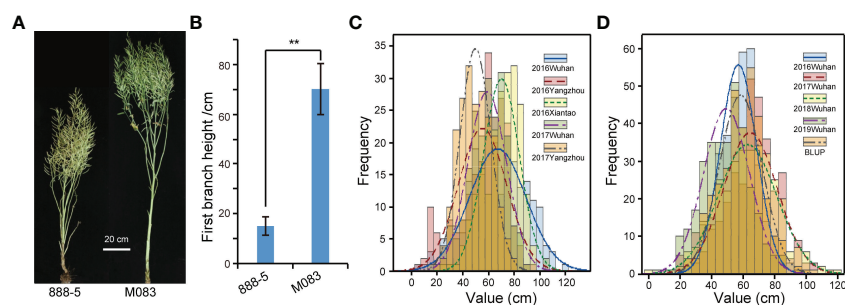 A
20 cm
888-5 M083
B
First branch height /cm
80
60
40
20
0
**
888-5
M083
C
Frequency
35
30
25
20
15
10
5
0
0 20 40 60 80 100 120
Value (cm)
2016Wuhan
2016Yangzhou
2016Xiantao
2017Wuhan
2017Yangzhou
D
Frequency
60
50
40
30
20
10
0
0 20 40 60 80 100 120
Value (cm)
2016Wuhan
2017Wuhan
2018Wuhan
2019Wuhan
BLUP